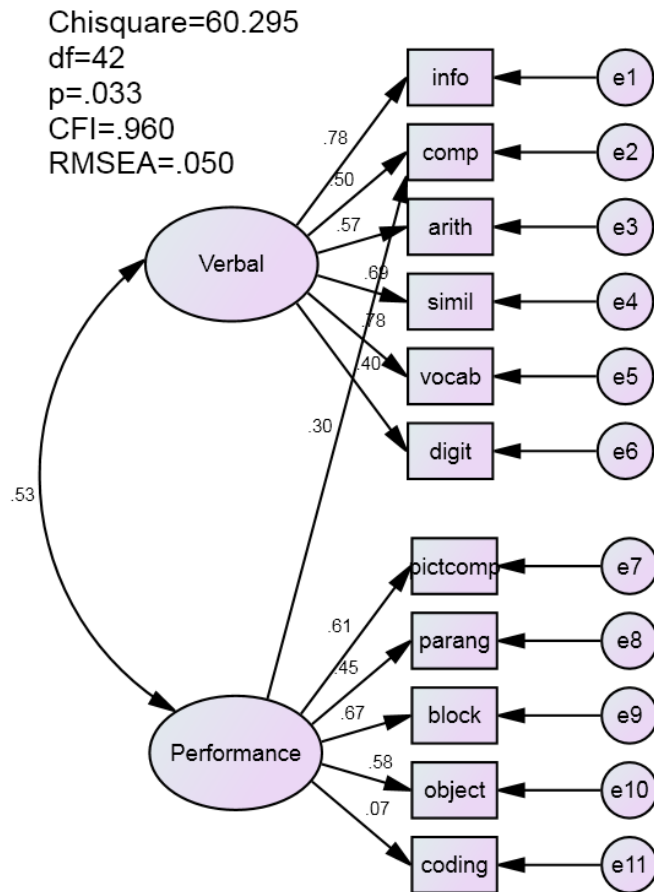 Chisquare=60.295
df=42
p=.033
CFI=.960
RMSEA=.050
info
e1
.78
comp
e2
.50
arith
e3
.57
Verbal
simil
e4
.69
vocab
e5
.78
.40
digit
e6
.30
.53
pictcomp
e7
.61
parang
e8
.45
block
e9
.67
Performance
object
e10
.58
coding
e11
.07